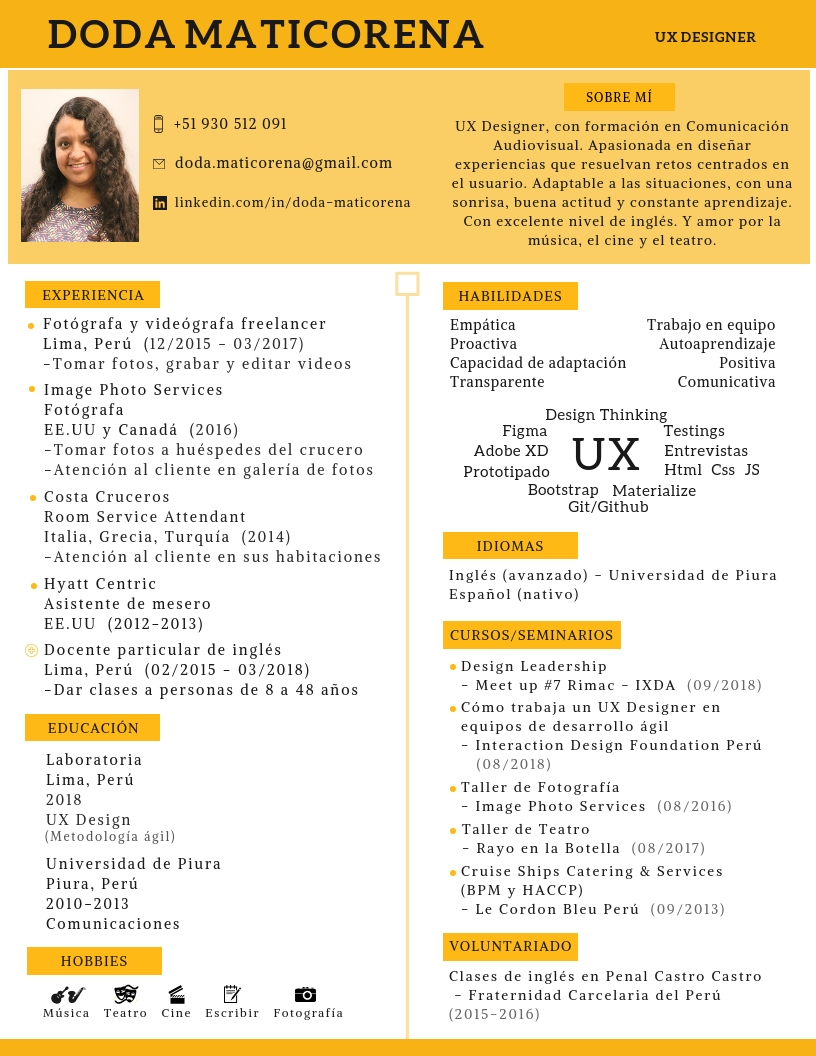 DODA MATICORENA
UX DESIGNER
+51 930 512 091
doda.maticorena@gmail.com
linkedin.com/in/doda-maticorena
SOBRE MÍ
UX Designer, con formación en Comunicación
Audiovisual. Apasionada en diseñar
experiencias que resuelvan retos centrados en
el usuario. Adaptable a las situaciones, con una
sonrisa, buena actitud y constante aprendizaje.
Con excelente nivel de inglés. Y amor por la
música, el cine y el teatro.
EXPERIENCIA
Fotógrafa y videógrafa freelancer
Lima, Perú (12/2015 - 03/2017)
-Tomar fotos, grabar y editar videos
Image Photo Services
Fotógrafa
EE.UU y Canadá (2016)
-Tomar fotos a huéspedes del crucero
-Atención al cliente en galería de fotos
Costa Cruceros
Room Service Attendant
Italia, Grecia, Turquía (2014)
-Atención al cliente en sus habitaciones
Hyatt Centric
Asistente de mesero
EE.UU (2012-2013)
Docente particular de inglés
Lima, Perú (02/2015 - 03/2018)
-Dar clases a personas de 8 a 48 años
EDUCACIÓN
Laboratoria
Lima, Perú
2018
UX Design
(Metodología ágil)
Universidad de Piura
Piura, Perú
2010-2013
Comunicaciones
HOBBIES
Música Teatro Cine Escribir Fotografía
HABILIDADES
Empática Trabajo en equipo
Proactiva Autoaprendizaje
Capacidad de adaptación Positiva
Transparente Comunicativa
Design Thinking
Figma Testings
Adobe XD UX Entrevistas
Prototipado Html Css JS
Bootstrap Materialize
Git/Github
IDIOMAS
Inglés (avanzado) - Universidad de Piura
Español (nativo)
CURSOS/SEMINARIOS
Design Leadership
- Meet up #7 Rimac - IXDA (09/2018)
Cómo trabaja un UX Designer en
equipos de desarrollo ágil
- Interaction Design Foundation Perú
(08/2018)
Taller de Fotografía
- Image Photo Services (08/2016)
Taller de Teatro
- Rayo en la Botella (08/2017)
Cruise Ships Catering & Services
(BPM y HACCP)
- Le Cordon Bleu Perú (09/2013)
VOLUNTARIADO
Clases de inglés en Penal Castro Castro
- Fraternidad Carcelaria del Perú
(2015-2016)